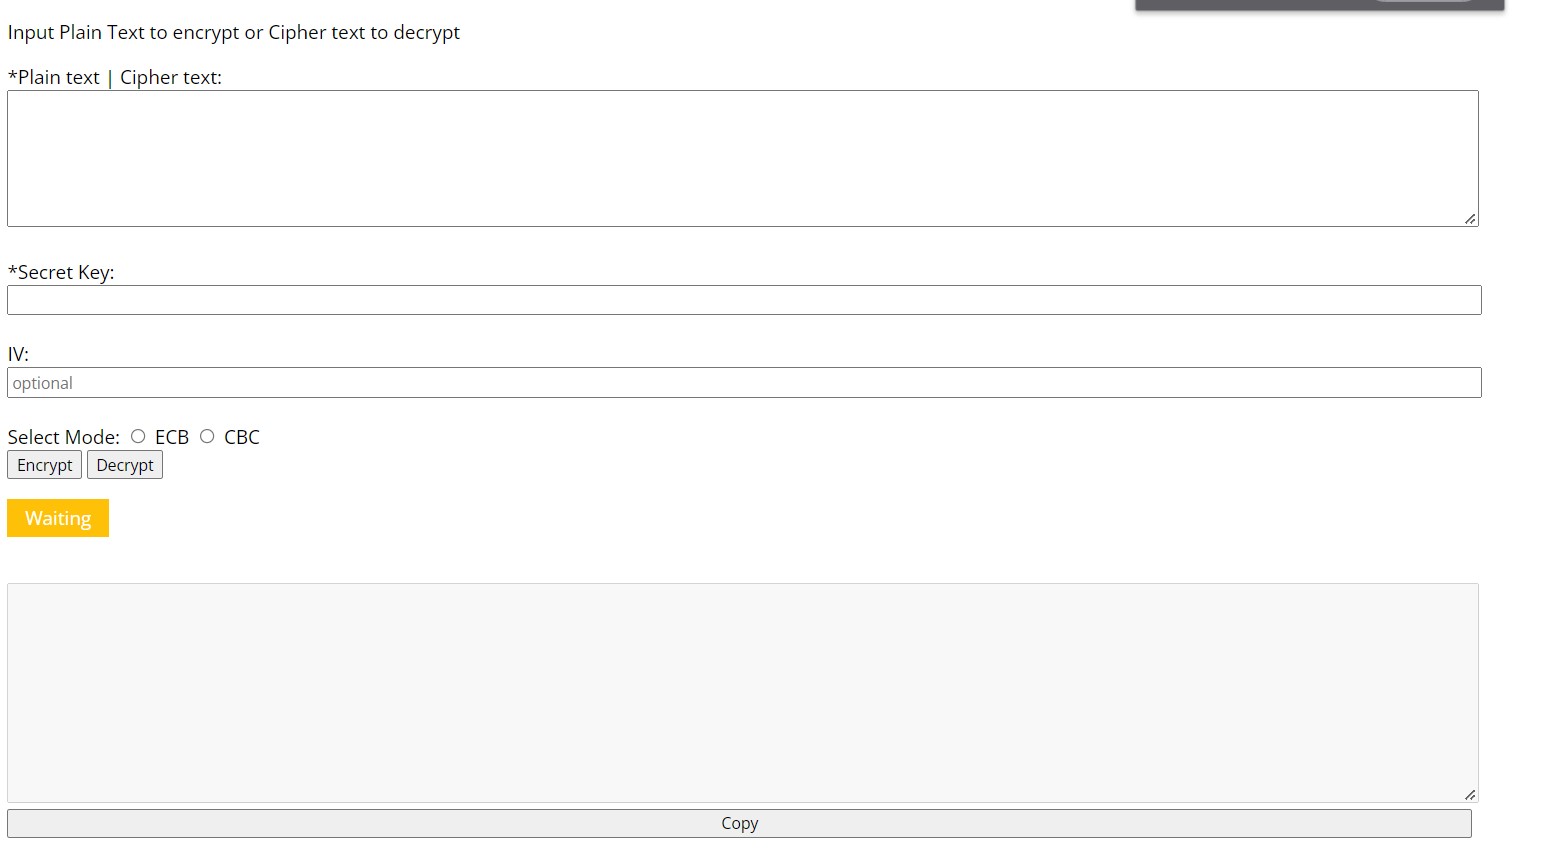 Input Plain Text to encrypt or Cipher text to decrypt
*Plain text | Cipher text:
*Secret Key:
IV:
optional
Select Mode: ECB CBC
Encrypt Decrypt
Waiting
Copy